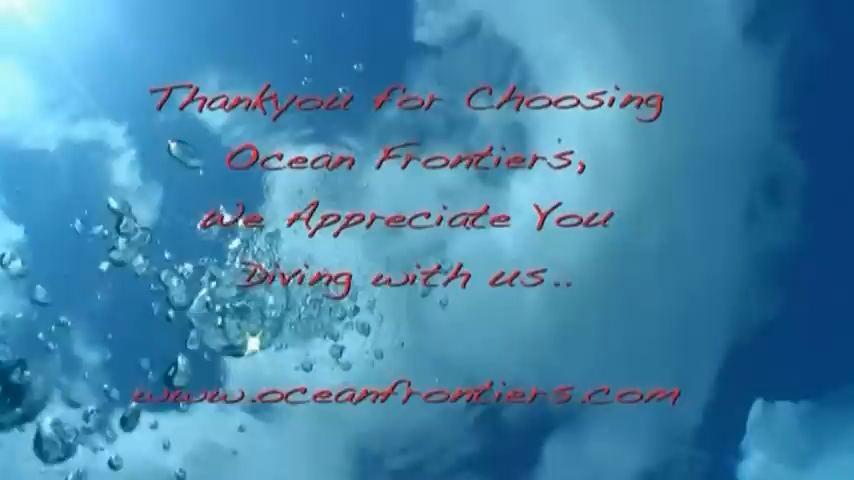 Thankyou for Choosing
Ocean Frontiers,
We Appreciate You
Diving with us..
www.oceanfrontiers.com